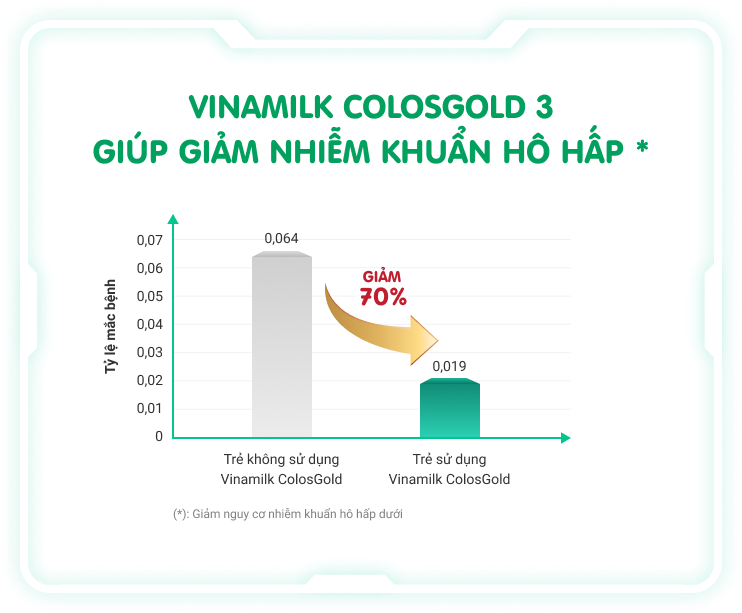 VINAMILK COLOSGOLD 3
GIÚP GIẢM NHIỄM KHUẨN HÔ HẤP *
Tỷ lệ mắc bệnh
0,07
0,06
0,05
0,04
0,03
0,02
0,01
0
0,064
GIẢM
70%
0,019
Trẻ không sử dụng
Vinamilk ColosGold
Trẻ sử dụng
Vinamilk ColosGold
(*): Giảm nguy cơ nhiễm khuẩn hô hấp dưới